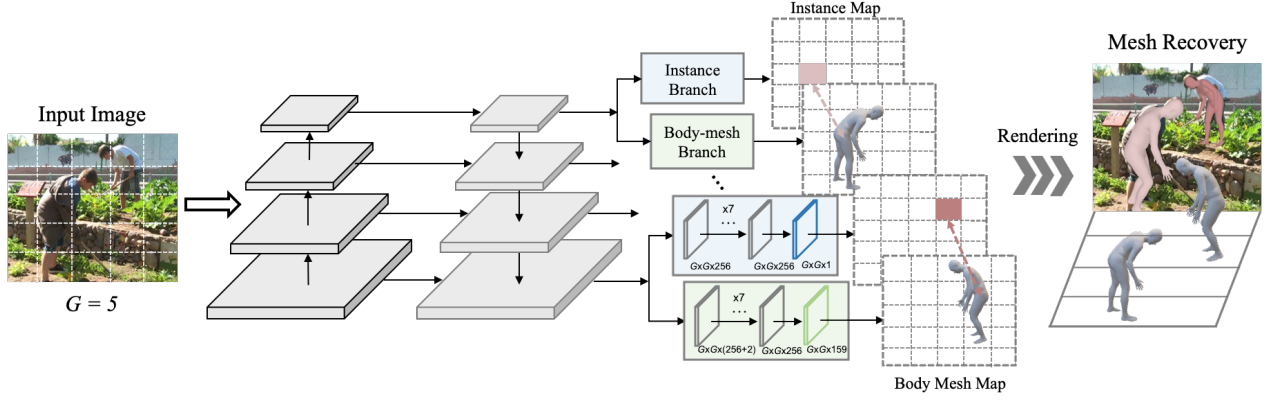 Instance Map
Mesh Recovery
Input Image
Instance
Branch
Body-mesh
Branch
Rendering
x7
...
GxGx256
GxGx256
GxGx1
x7
...
GxGx(256+2)
GxGx256
GxGx159
G = 5
Body Mesh Map